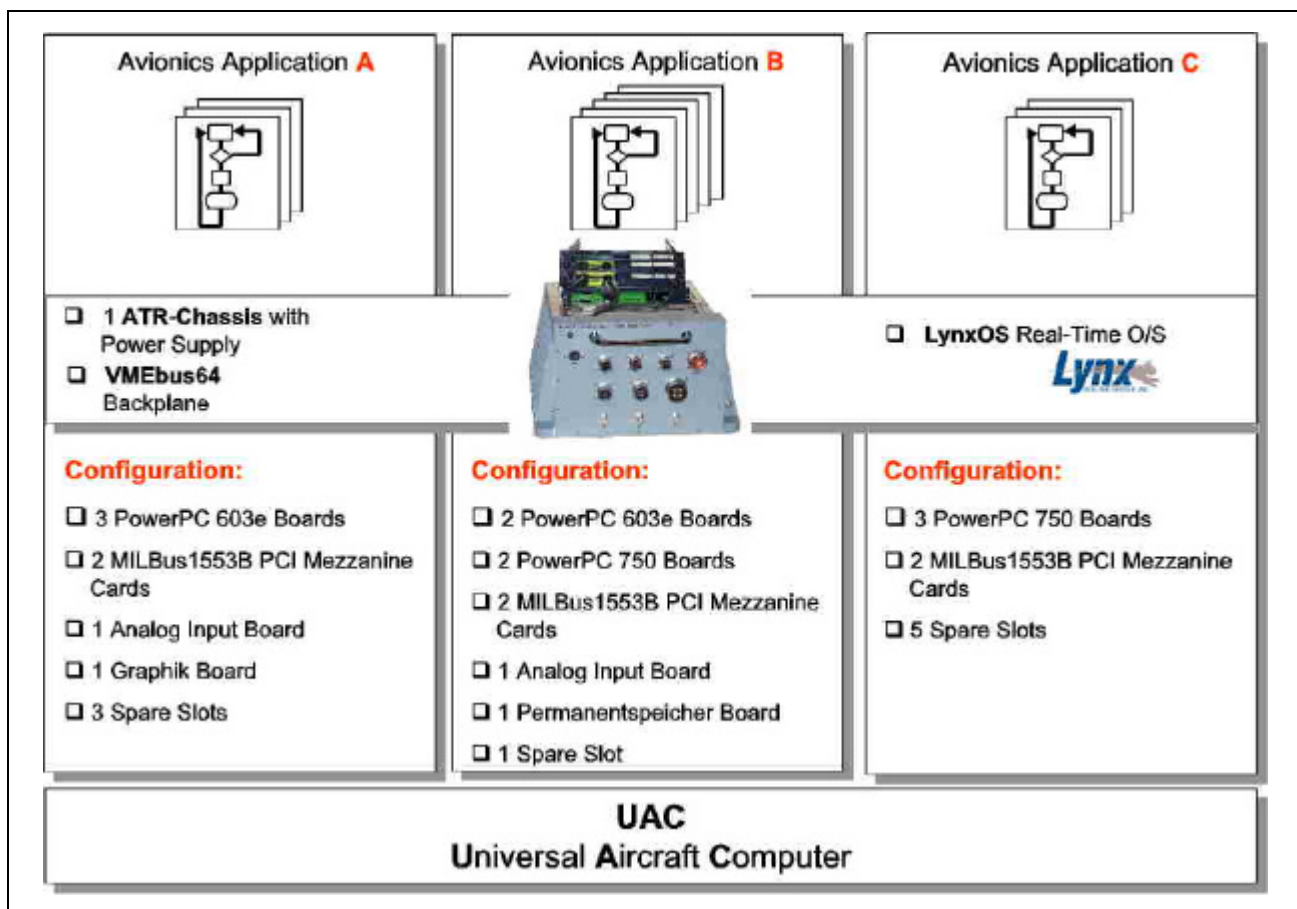 Avionics Application A
Avionics Application B
Avionics Application C
❑ 1 ATR-Chassis with
Power Supply
❑ VMEbus64
Backplane
❑ LynxOS Real-Time O/S
Lynx
Configuration:
❑ 3 PowerPC 603e Boards
❑ 2 MILBus1553B PCI Mezzanine
Cards
❑ 1 Analog Input Board
❑ 1 Graphik Board
❑ 3 Spare Slots
Configuration:
❑ 2 PowerPC 603e Boards
❑ 2 PowerPC 750 Boards
❑ 2 MILBus1553B PCI Mezzanine
Cards
❑ 1 Analog Input Board
❑ 1 Permanentspeicher Board
❑ 1 Spare Slot
Configuration:
❑ 3 PowerPC 750 Boards
❑ 2 MILBus1553B PCI Mezzanine
Cards
❑ 5 Spare Slots
UAC
Universal Aircraft Computer